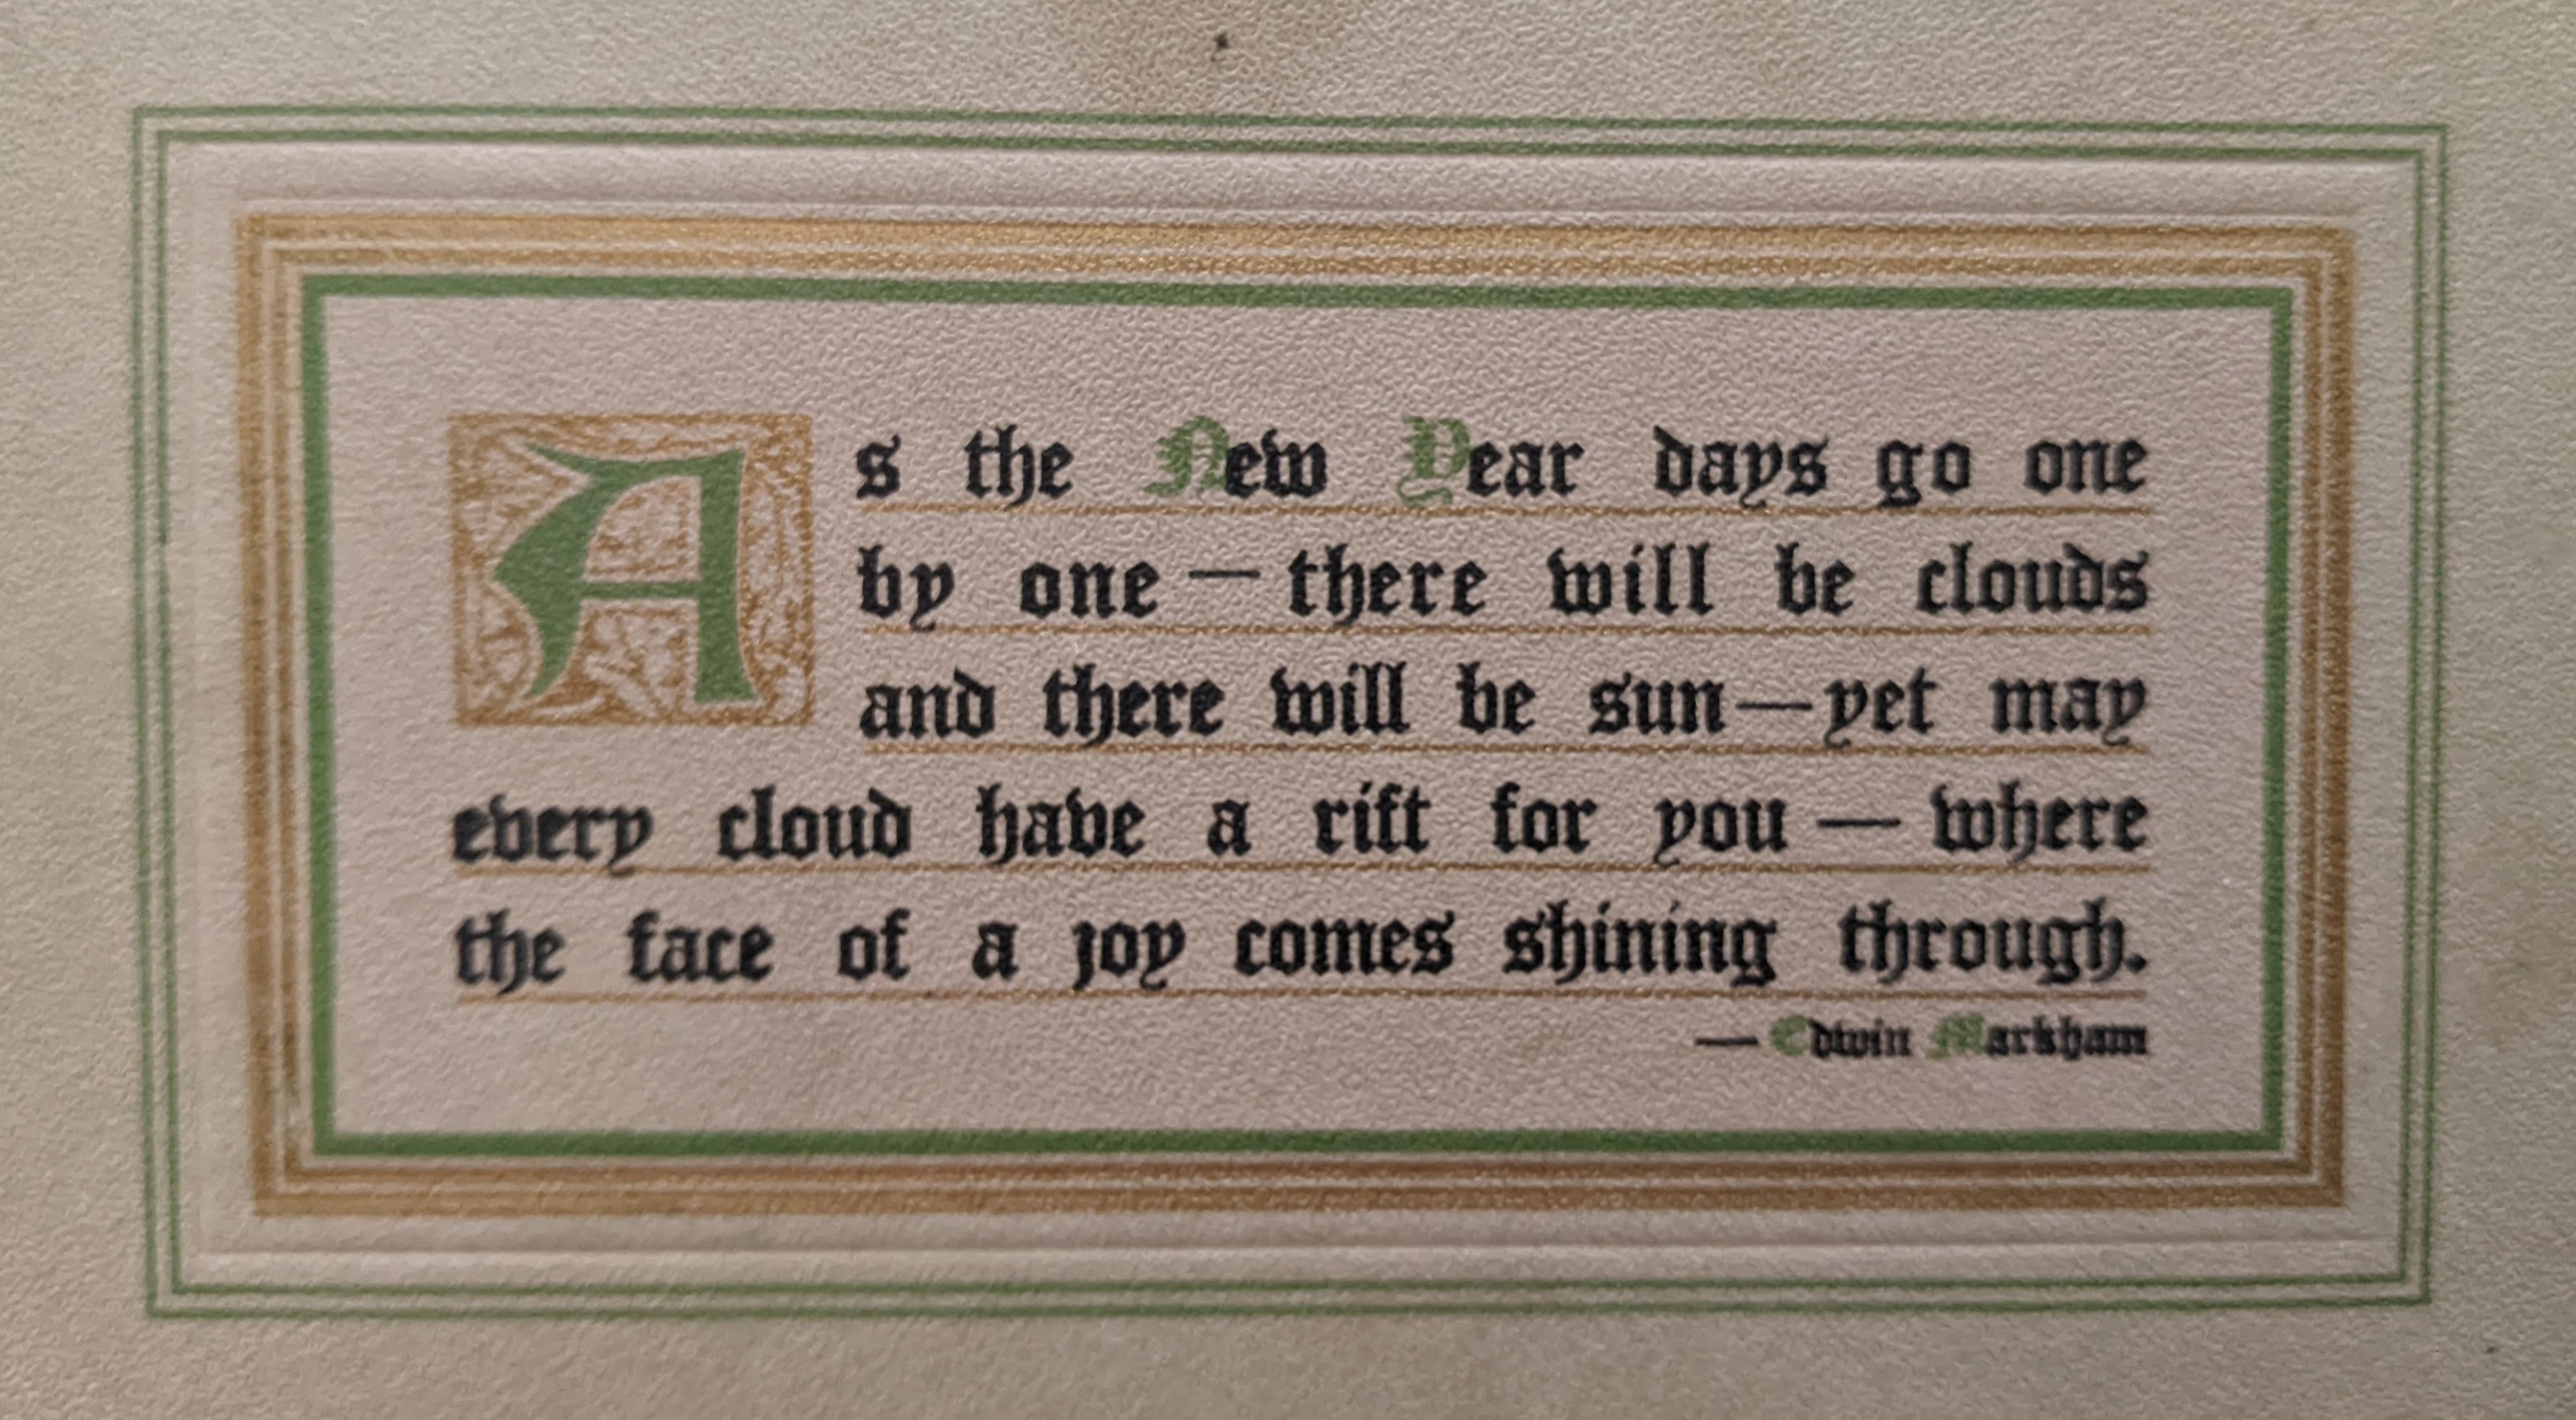 As the New Year days go one
by one — there will be clouds
and there will be sun — yet may
every cloud have a rift for you — where
the face of a joy comes shining through.
— Edwin Markham